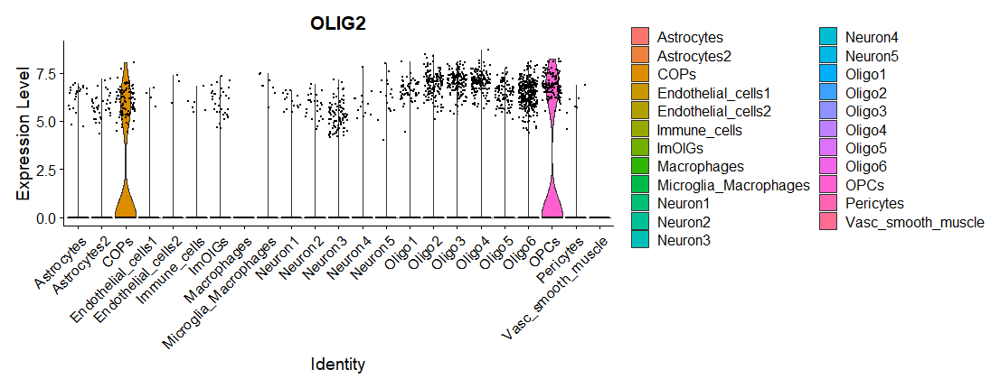 OLIG2
Expression Level
7.5
5.0
2.5
0.0
Astrocytes
Astrocytes2
COPs
Endothelial_cells1
Endothelial_cells2
Immune_cells
ImOlGs
Macrophages
Microglia_Macrophages
Neuron1
Neuron2
Neuron3
Neuron4
Neuron5
Oligo1
Oligo2
Oligo3
Oligo4
Oligo5
Oligo6
OPCs
Pericytes
Vasc_smooth_muscle
Identity
Astrocytes
Astrocytes2
COPs
Endothelial_cells1
Endothelial_cells2
Immune_cells
ImOlGs
Macrophages
Microglia_Macrophages
Neuron1
Neuron2
Neuron3
Neuron4
Neuron5
Oligo1
Oligo2
Oligo3
Oligo4
Oligo5
Oligo6
OPCs
Pericytes
Vasc_smooth_muscle